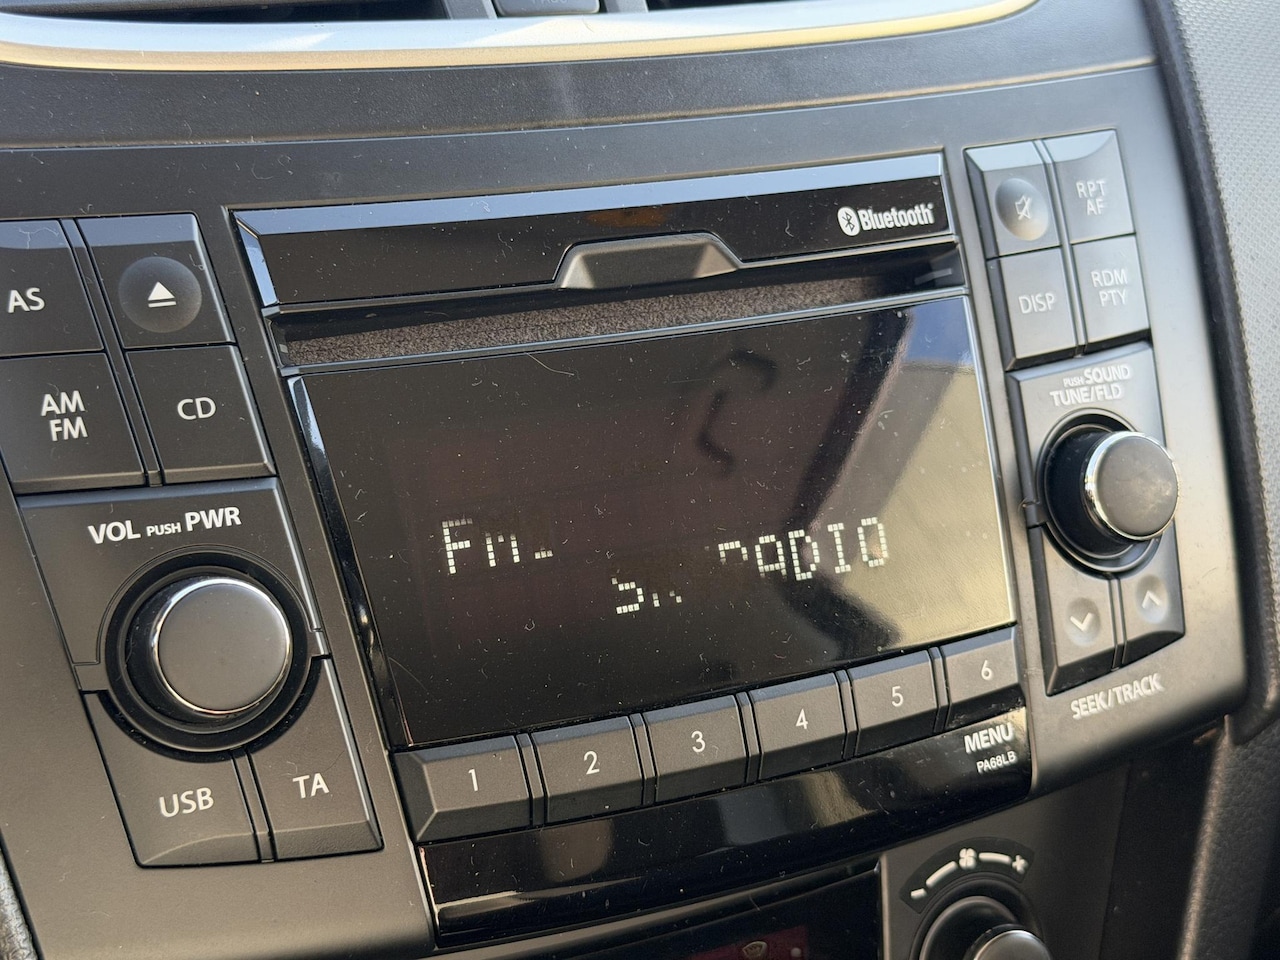 Bluetooth
RPT
AF
AS
DISP
RDM
PTY
AM
FM
CD
PUSH SOUND
TUNE/FLD
VOL PUSH PWR
RADIO
1
2
3
4
5
6
SEEK/TRACK
MENU
PA68LB
USB
TA
- +